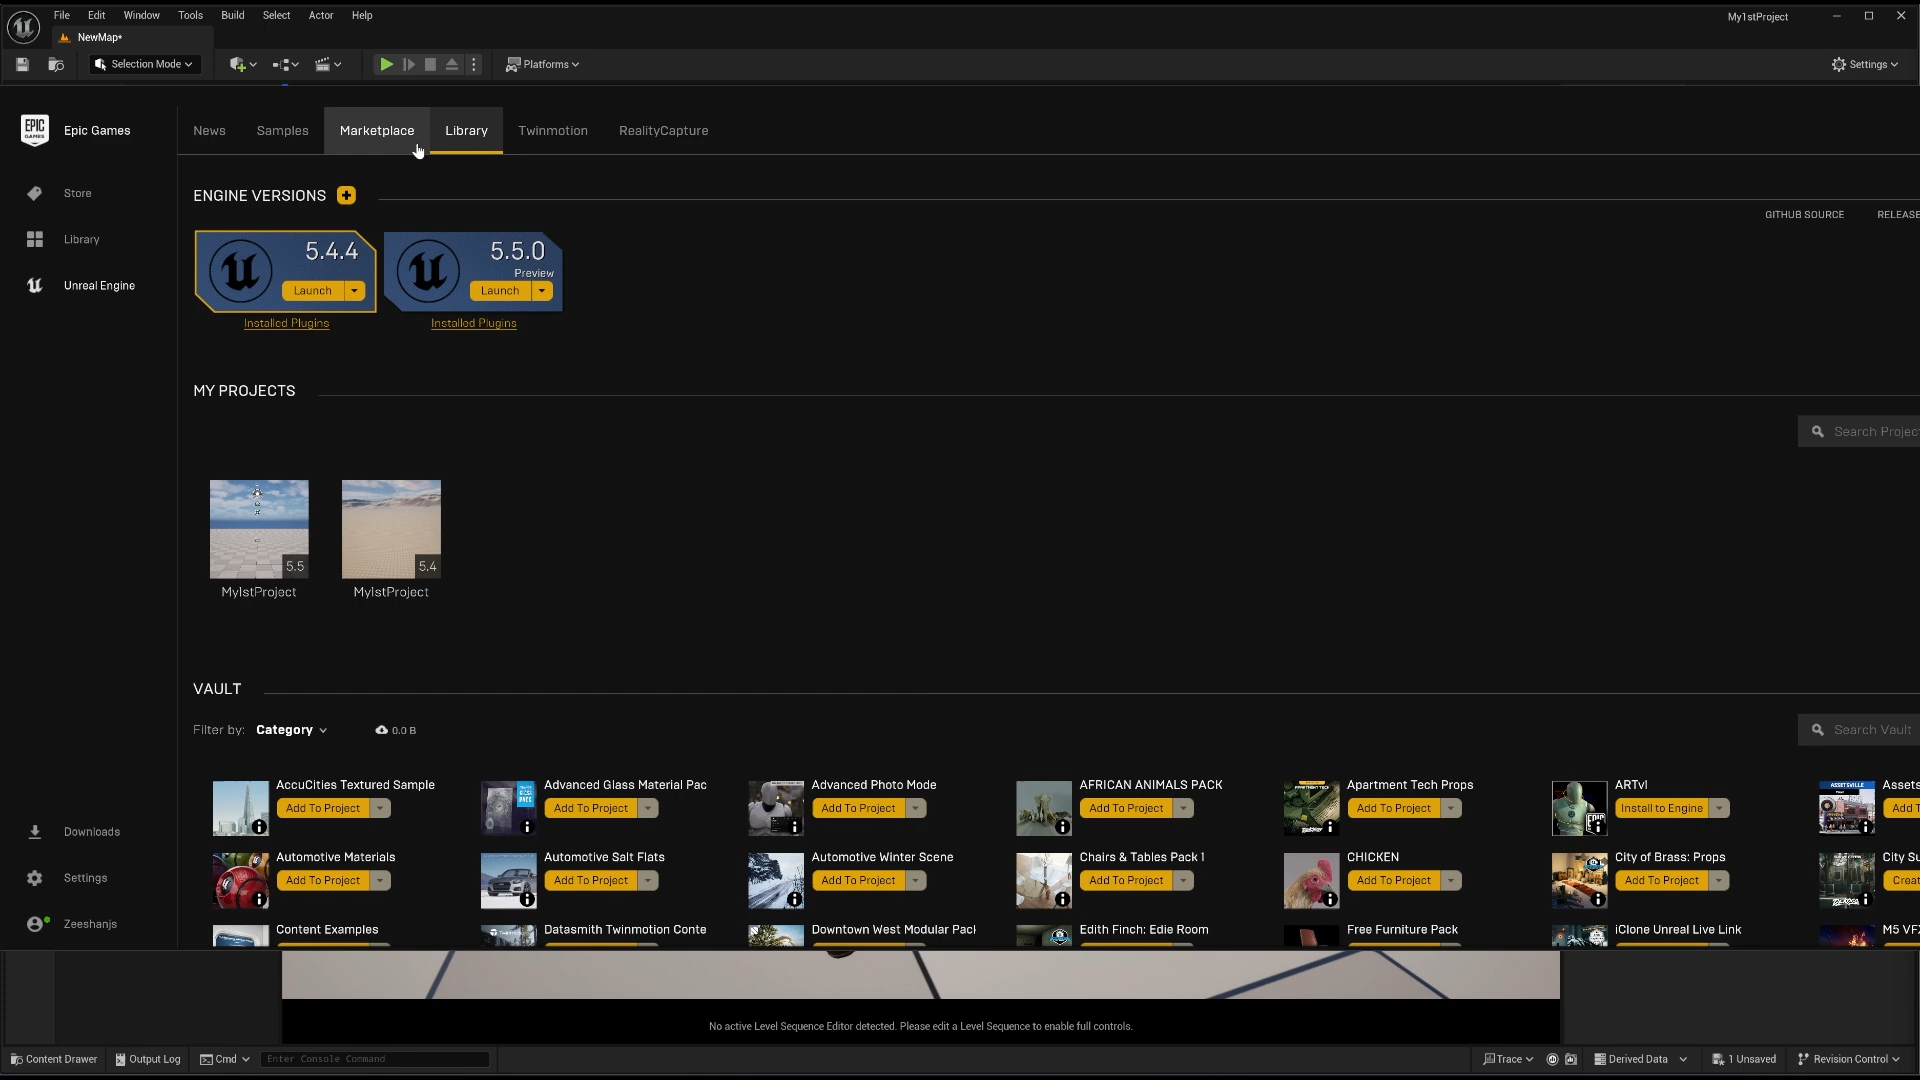 File Edit Window Tools Build Select Actor Help
My1stProject
NewMap*
Selection Mode
Platforms
Settings
EPIC GAMES
Epic Games
News Samples Marketplace Library Twinmotion RealityCapture
Store
Library
Unreal Engine
ENGINE VERSIONS
GITHUB SOURCE RELEASE
5.4.4 5.5.0
Preview
Launch Launch
Installed Plugins Installed Plugins
MY PROJECTS
Search Projec
5.5 5.4
My1stProject My1stProject
VAULT
Filter by: Category 0.0 B
Search Vault
AccuCities Textured Sample Advanced Glass Material Pac Advanced Photo Mode AFRICAN ANIMALS PACK Apartment Tech Props ARTv1 Assets
Add To Project Add To Project Add To Project Add To Project Add To Project Install to Engine Add T
Automotive Materials Automotive Salt Flats Automotive Winter Scene Chairs & Tables Pack 1 CHICKEN City of Brass: Props City Su
Add To Project Add To Project Add To Project Add To Project Add To Project Add To Project Creat
Content Examples Datasmith Twinmotion Conte Downtown West Modular Pack Edith Finch: Edie Room Free Furniture Pack iClone Unreal Live Link M5 VFX
Downloads
Settings
Zeeshanjs
No active Level Sequence Editor detected. Please edit a Level Sequence to enable full controls.
Content Drawer Output Log Cmd Enter Console Command Trace Derived Data 1 Unsaved Revision Control